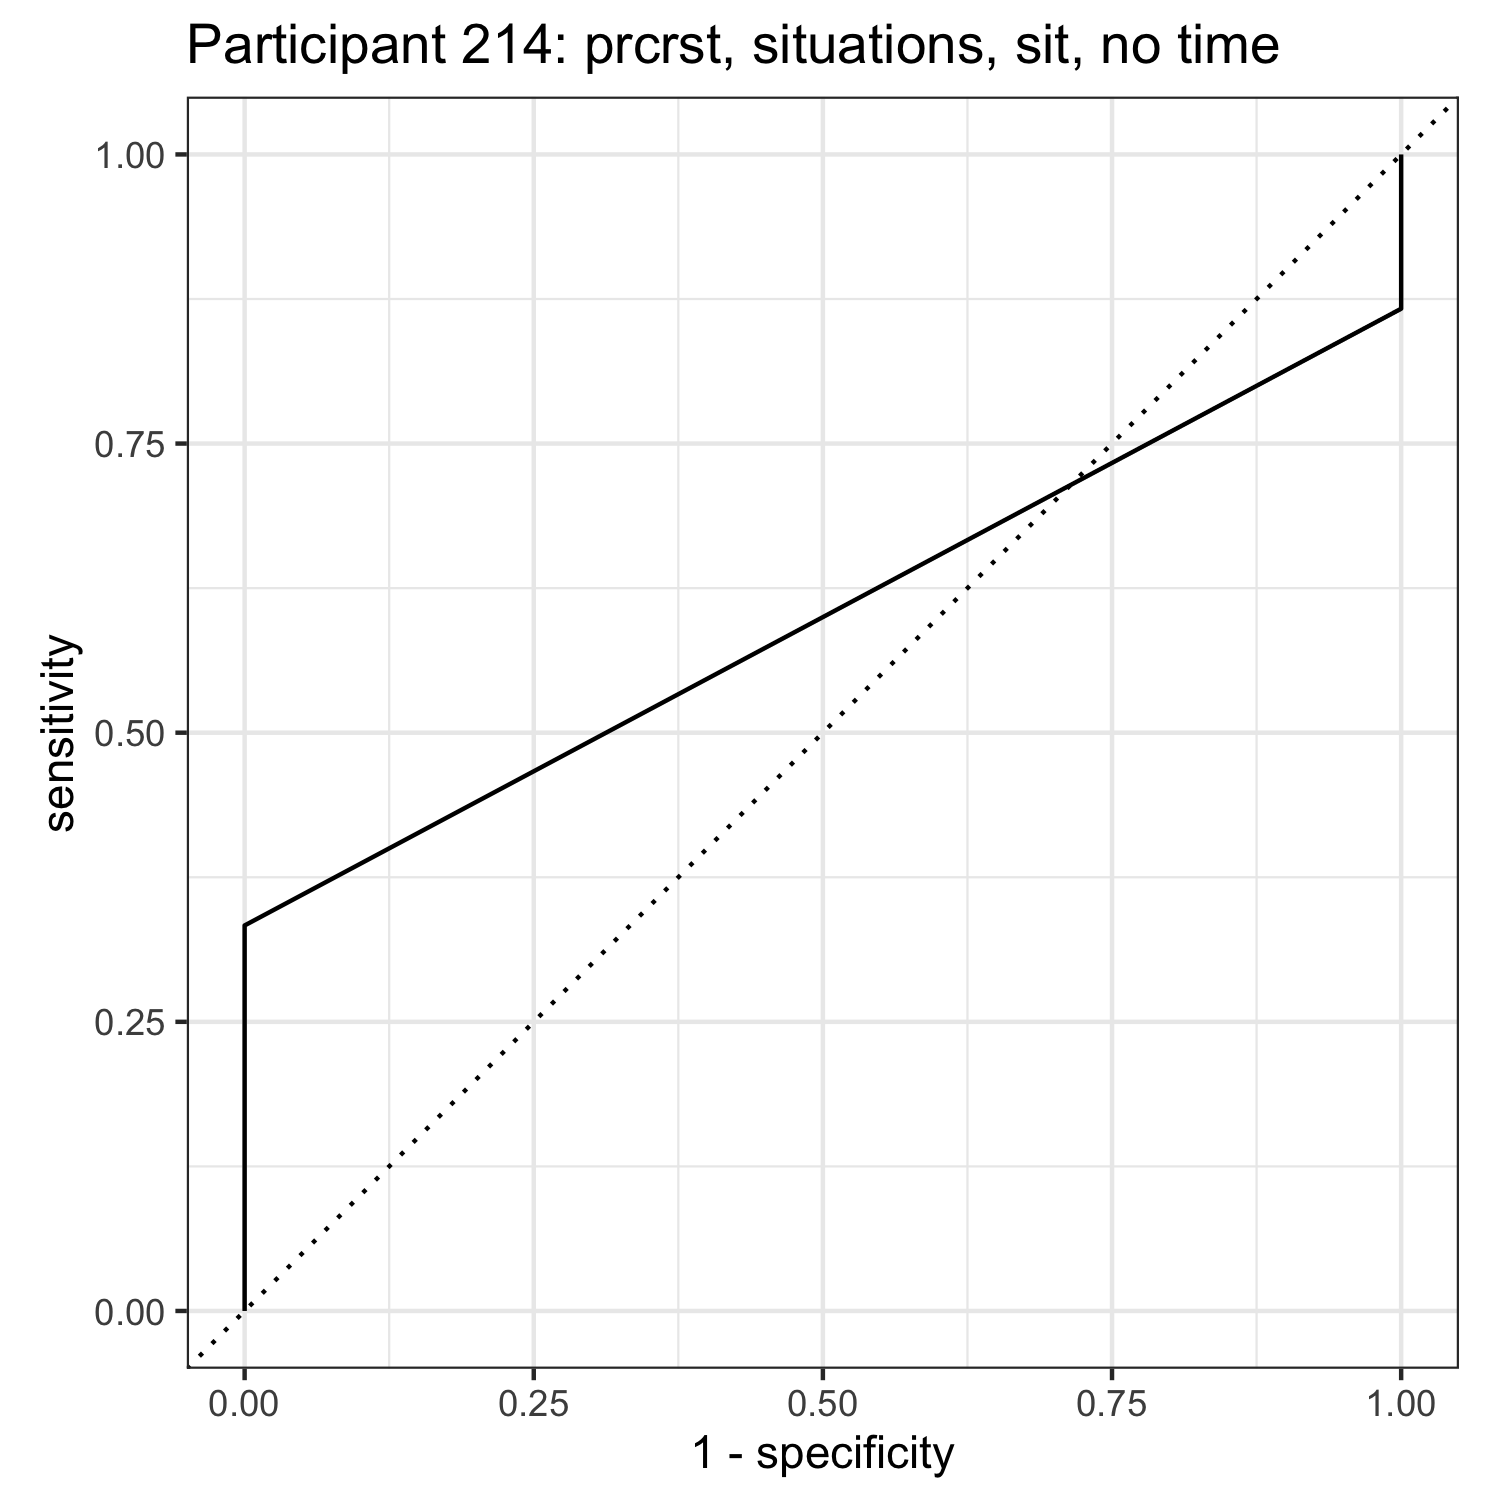 Participant 214: prcrst, situations, sit, no time
1.00
0.75
0.50
0.25
0.00
sensitivity
0.00 0.25 0.50 0.75 1.00
1 - specificity